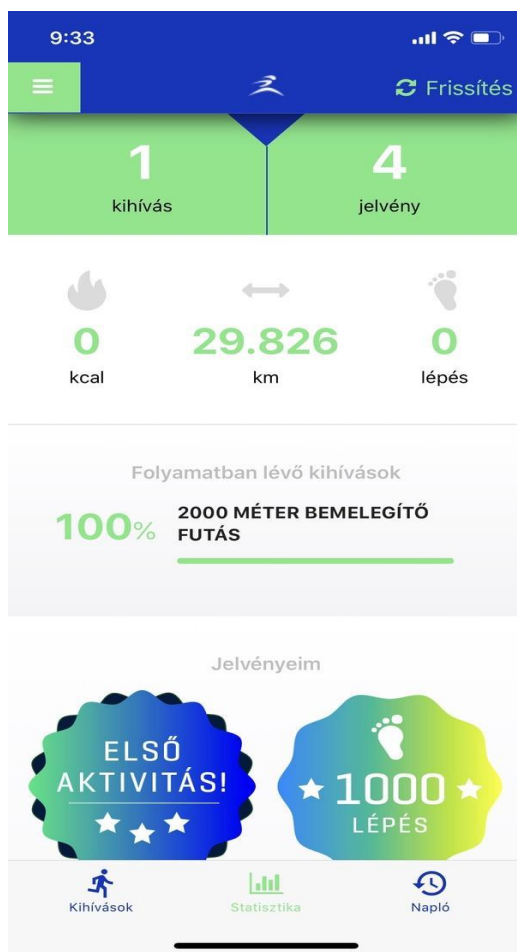 9:33
Frissítés
1
kihívás
4
jelvény
0
kcal
29.826
km
0
lépés
Folyamatban lévő kihívások
100%
2000 MÉTER BEMELEGÍTŐ
FUTÁS
Jelvényeim
ELSŐ
AKTIVITÁS!
1000
LÉPÉS
Kihívások
Statisztika
Napló